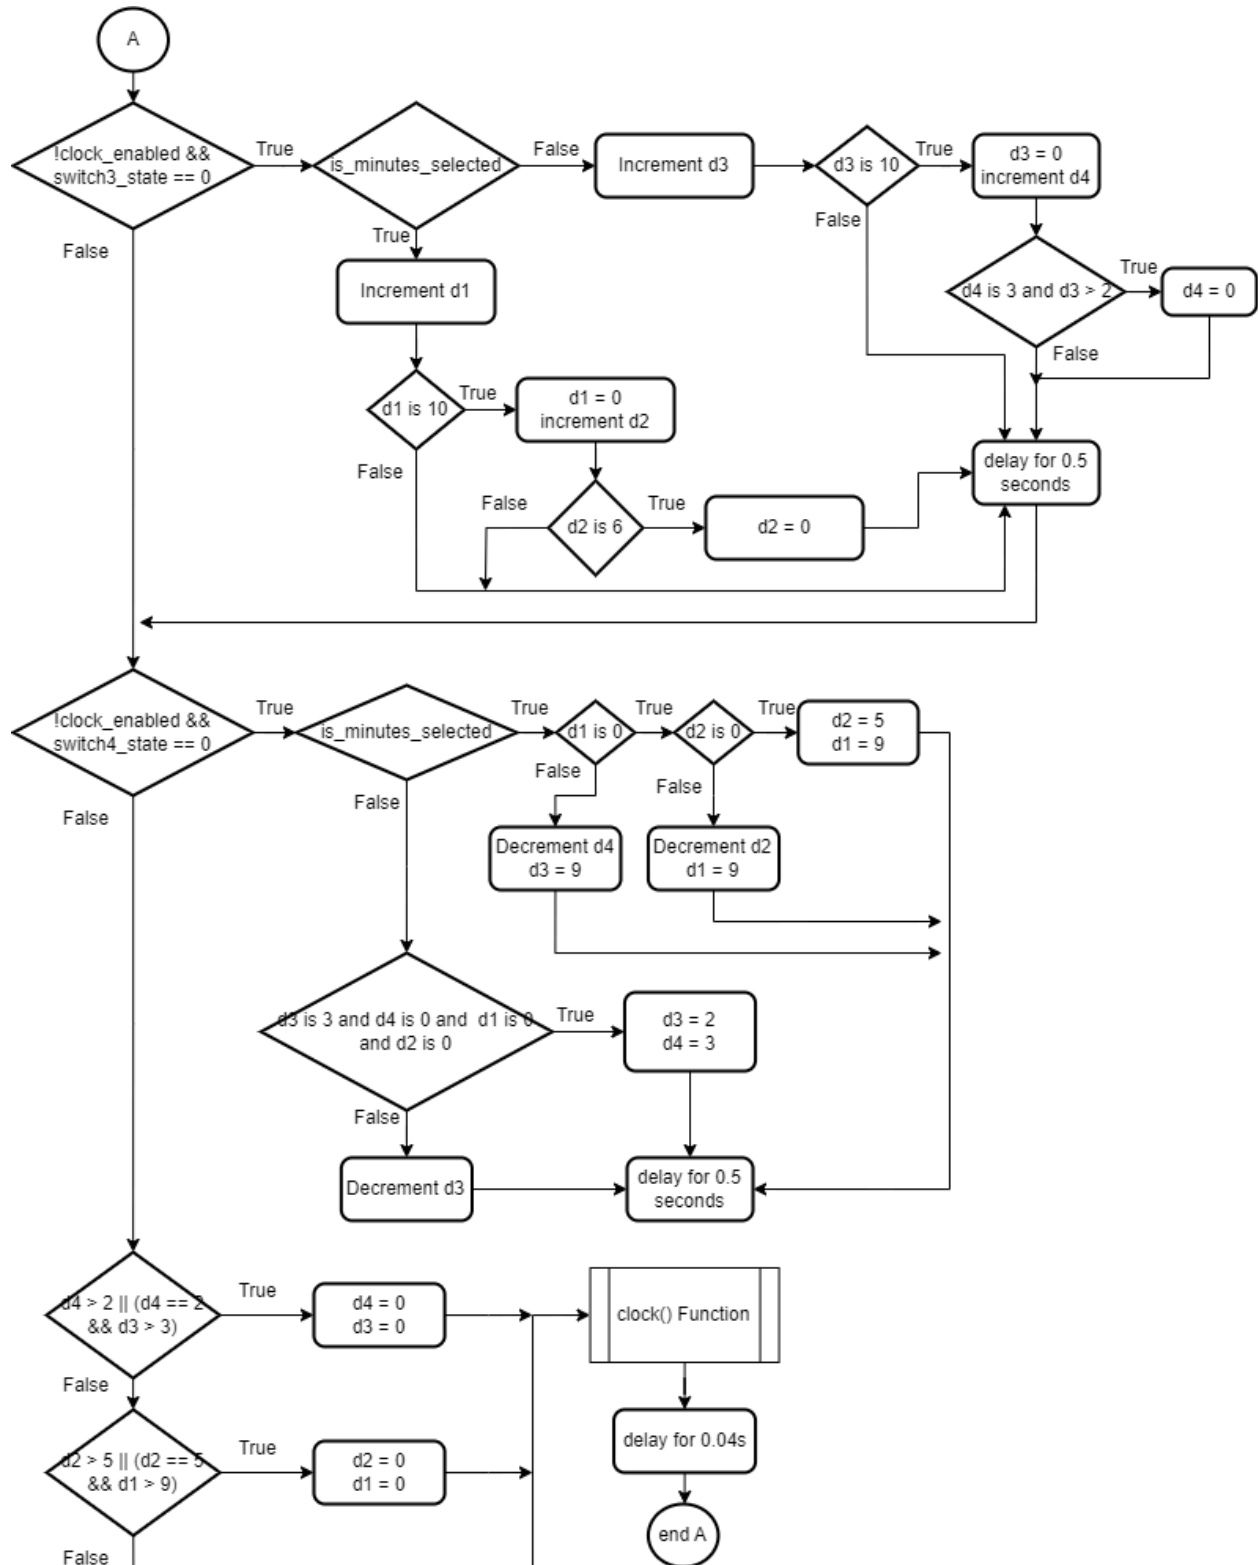 A
!clock_enabled &&
switch3_state == 0
True
is_minutes_selected
False
Increment d3
d3 is 10
True
d3 = 0
increment d4
False
False
True
Increment d1
d4 is 3 and d3 > 2
True
d4 = 0
False
d1 is 10
True
d1 = 0
increment d2
False
delay for 0.5
seconds
False
d2 is 6
True
d2 = 0
!clock_enabled &&
switch4_state == 0
True
is_minutes_selected
True
d1 is 0
True
d2 is 0
True
d2 = 5
d1 = 9
False
False
False
False
Decrement d4
d3 = 9
Decrement d2
d1 = 9
d3 is 3 and d4 is 0 and d1 is 0
and d2 is 0
True
d3 = 2
d4 = 3
False
Decrement d3
delay for 0.5
seconds
d4 > 2 || (d4 == 2
&& d3 > 3)
True
d4 = 0
d3 = 0
clock() Function
False
d2 > 5 || (d2 == 5
&& d1 > 9)
True
d2 = 0
d1 = 0
delay for 0.04s
end A
False